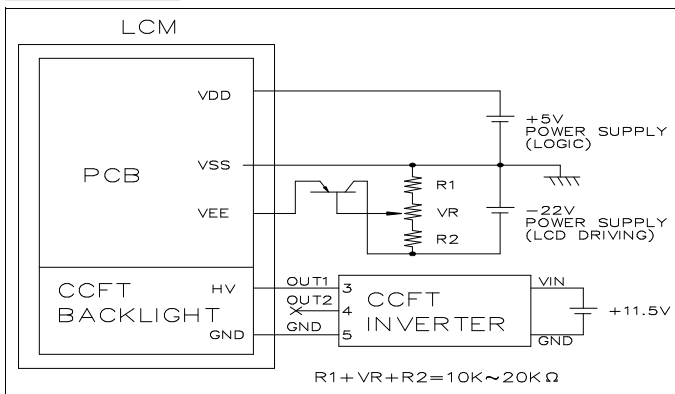 LCM
VDD
+5V
POWER SUPPLY
(LOGIC)
PCB
VSS
R1
VEE
VR
-22V
POWER SUPPLY
(LCD DRIVING)
R2
CCFT
BACKLIGHT
HV
GND
OUT1
OUT2
GND
3
4
5
CCFT
INVERTER
VIN
GND
+11.5V
R1+VR+R2=10K~20KΩ